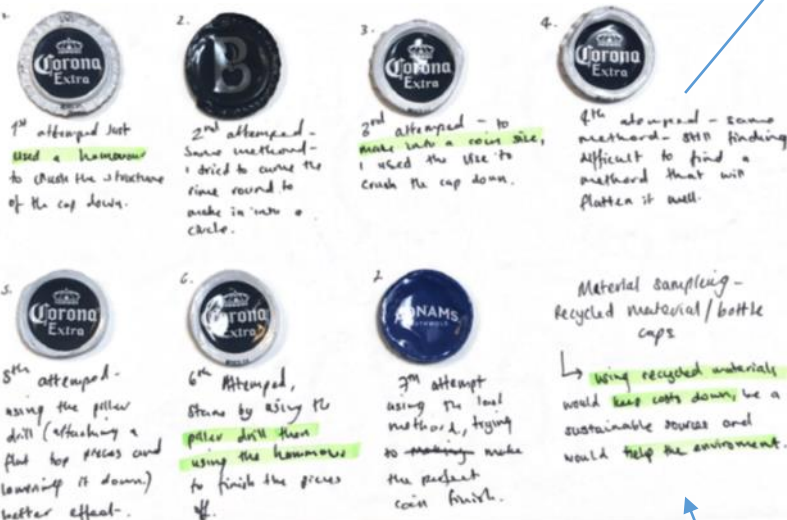 1.
Corona
Extra
1st attemped Just
used a hammour
to crush the structure
of the cap down.
2.
B
2nd attemped -
Same method -
I tried to curve the
rime round to
make in into a
circle.
3.
Corona
Extra
3rd attemped - to
make into a coin size,
I used the vise to
crush the cap down.
4.
Corona
Extra
4th attemped - same
methord - still finding
difficult to find a
methord that will
flatten it well.
5.
Corona
Extra
5th attemped -
using the piller
drill (attatching a
flat top pieces and
lowering it down.)
better effect -.
6.
Corona
Extra
6th Attemped,
by using the
piller drill then
using the hammour
to finish the pieces
off.
7.
ADNAMS
SOUTHWOLD
7th attempt
using the last
methord, trying
to making make
the perfect
coin finish.
Material sampling -
Recycled material / bottle
caps
using recycled materials
would keep costs down, be a
sustainable sources and
would help the enviroment.